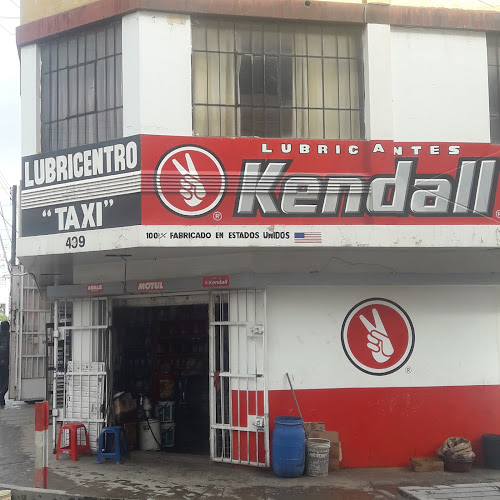 LUBRICENTRO
"TAXI"
409
LUBRICANTES
Kendall
100% FABRICADO EN ESTADOS UNIDOS
MOTUL
Kendall